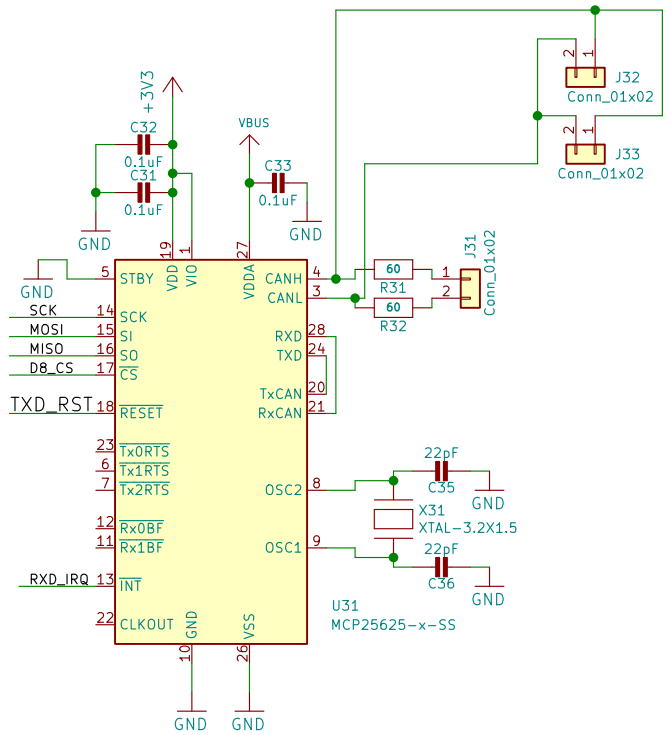 2
1
J32
Conn_01x02
2
1
J33
Conn_01x02
+3V3
C32
0.1uF
C31
0.1uF
GND
VBUS
C33
0.1uF
GND
19
1
27
VDD
VIO
VDDA
GND
5
STBY
SCK
14
SCK
MOSI
15
SI
MISO
16
SO
D8_CS
17
CS
TXD_RST
18
RESET
23
Tx0RTS
6
Tx1RTS
7
Tx2RTS
12
Rx0BF
11
Rx1BF
RXD_IRQ
13
INT
22
CLKOUT
CANH
4
CANL
3
RXD
28
TXD
24
TxCAN
20
RxCAN
21
OSC2
8
OSC1
9
60
R31
60
R32
1
2
J31
Conn_01x02
22pF
C35
GND
X31
XTAL-3.2X1.5
22pF
C36
GND
U31
MCP25625-x-SS
GND
VSS
10
26
GND
GND